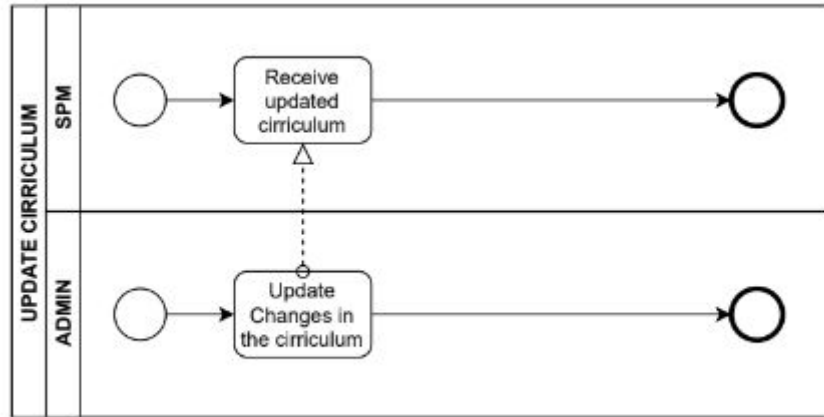 UPDATE CIRRICULUM
SPM
Receive
updated
cirriculum
ADMIN
Update
Changes in
the cirriculum